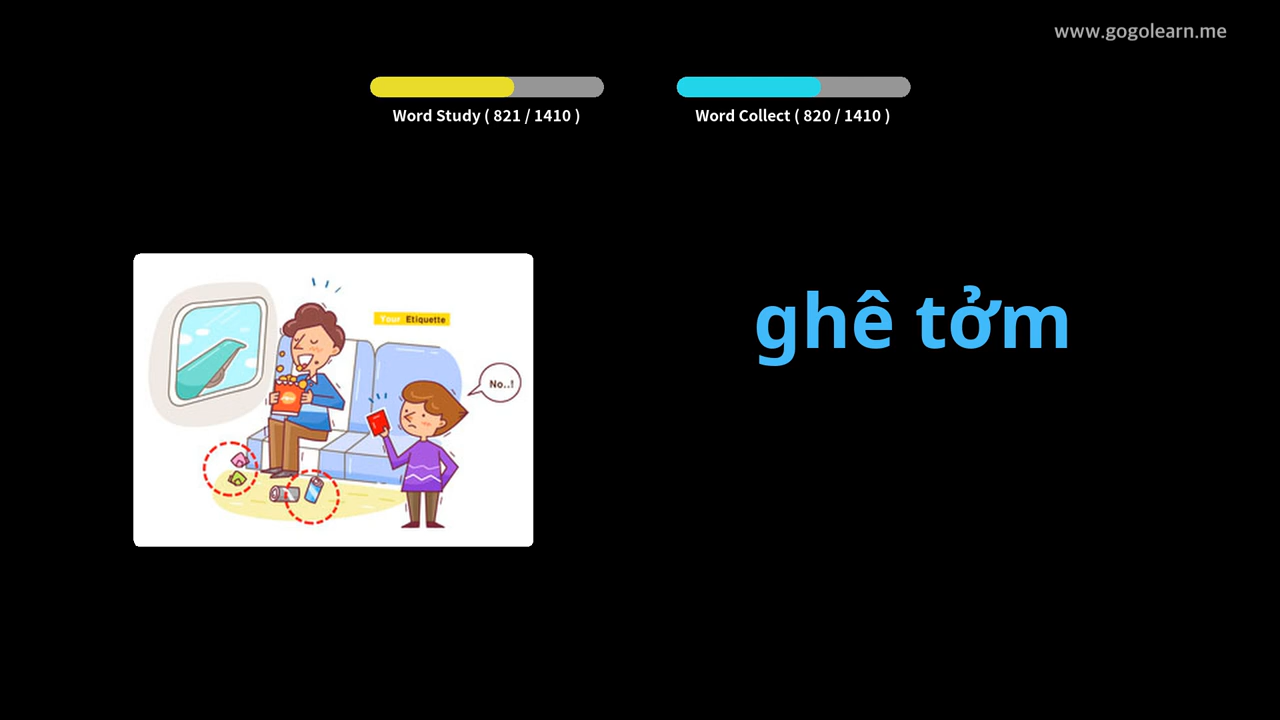 www.gogolearn.me
Word Study ( 821 / 1410 )
Word Collect ( 820 / 1410 )
ghê tởm
Your Etiquette
No..!